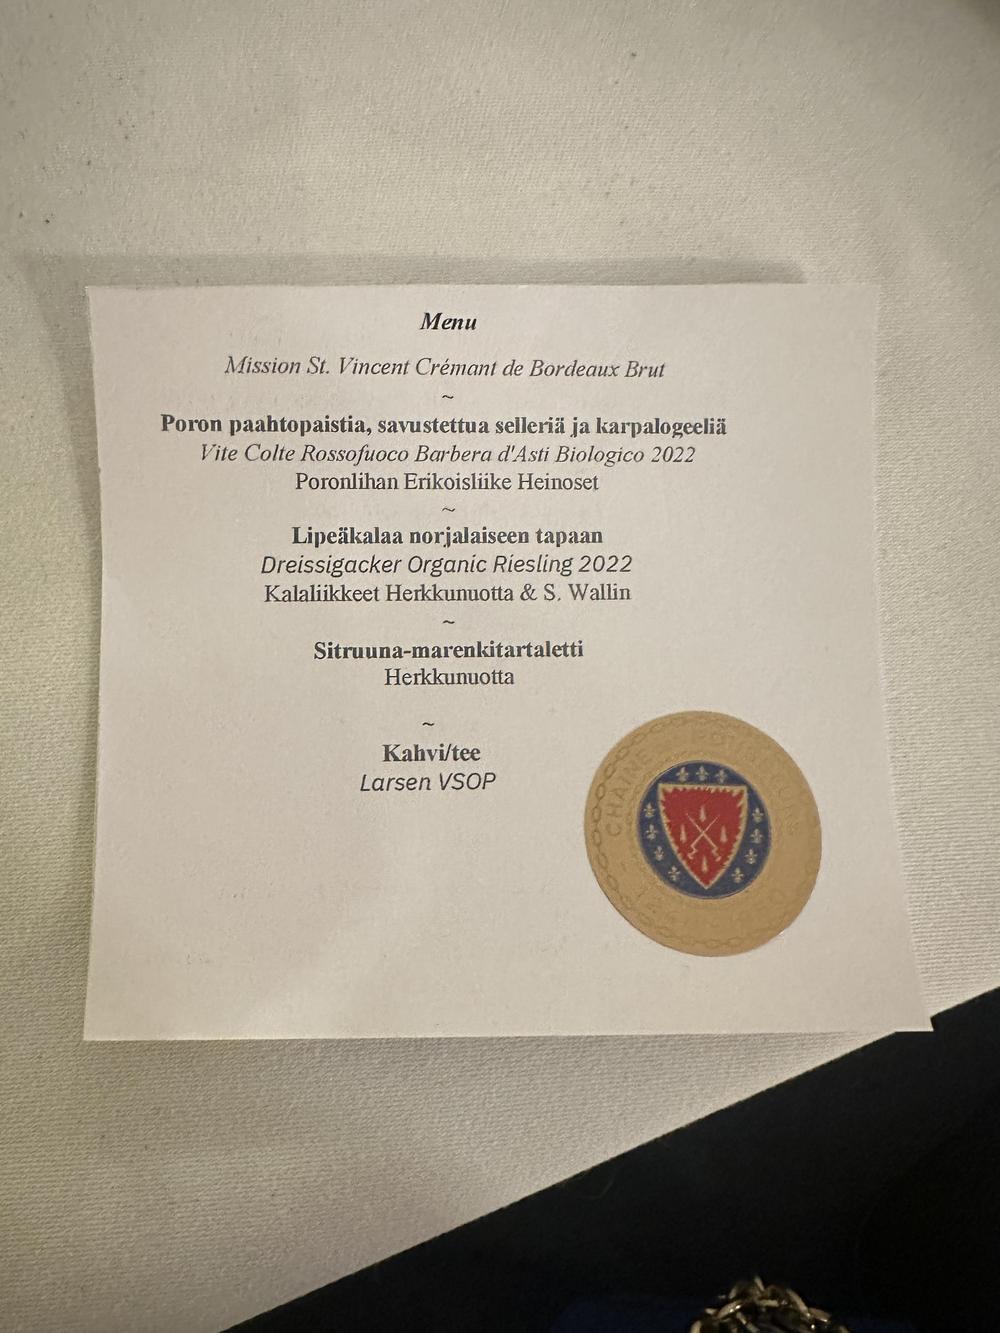 Menu
Mission St. Vincent Crémant de Bordeaux Brut
~
Poron paahtopaistia, savustettua selleriä ja karpalogeeliä
Vite Colte Rossofuoco Barbera d'Asti Biologico 2022
Poronlihan Erikoisliike Heinoset
~
Lipeäkalaa norjalaiseen tapaan
Dreissigacker Organic Riesling 2022
Kalaliikkeet Herkkunuotta & S. Wallin
~
Sitruuna-marenkitartaletti
Herkkunuotta
~
Kahvi/tee
Larsen VSOP
CHAINE